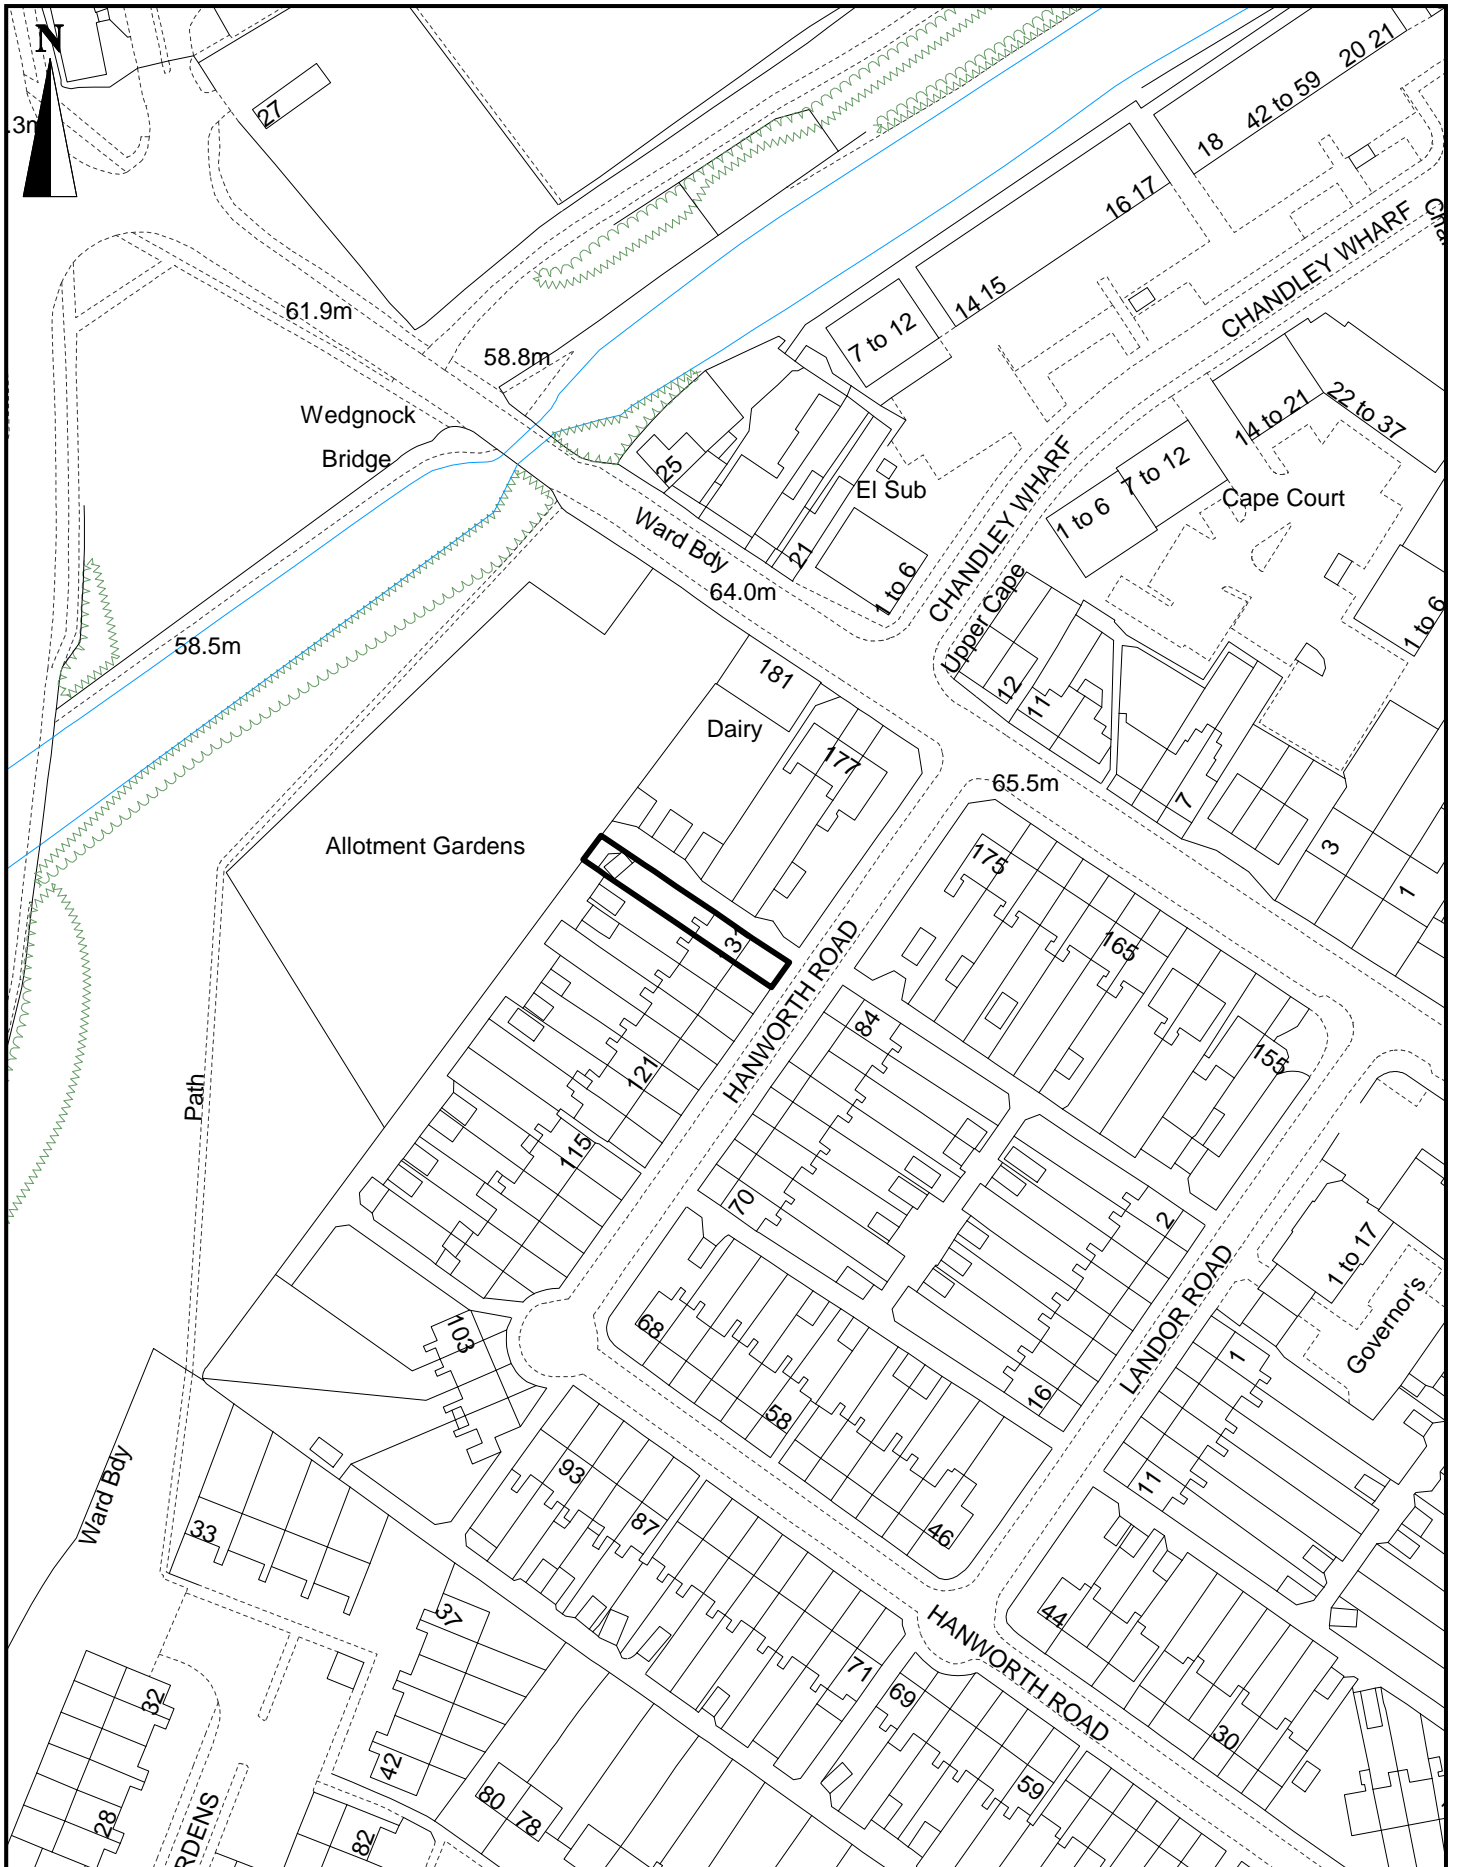 N
.3m
27
20 21
42 to 59
18
16 17
14 15
CHANDLEY WHARF
61.9m
58.8m
7 to 12
Wedgnock
Bridge
14 to 21
22 to 37
25
El Sub
CHANDLEY WHARF
7 to 12
1 to 6
Cape Court
Ward Bdy
21
64.0m
1 to 6
Upper Cape
1 to 6
58.5m
181
12
11
Dairy
177
65.5m
7
3
1
Allotment Gardens
175
31
165
HANWORTH ROAD
84
155
121
Path
115
70
2
1 to 17
103
68
LANDOR ROAD
Governor's
1
16
58
Ward Bdy
93
11
33
87
46
37
44
HANWORTH ROAD
71
69
32
30
42
59
80
78
28
82
RDENS